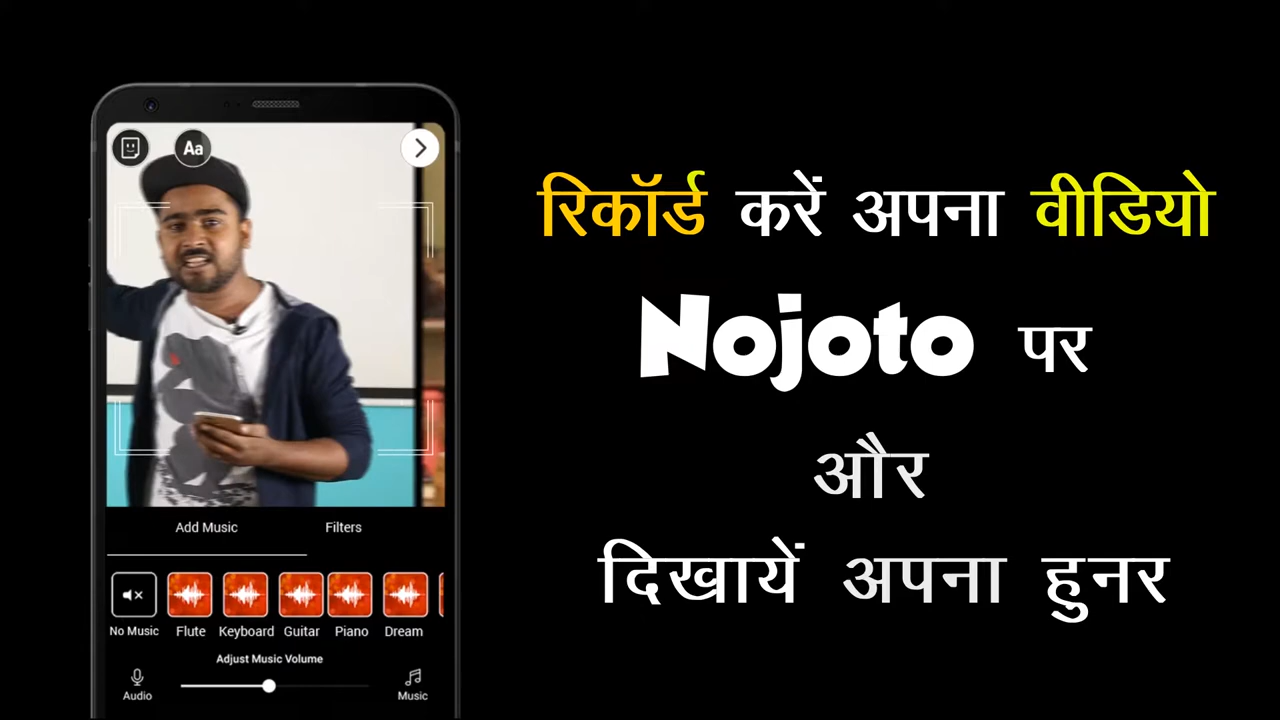 Aa
Add Music Filters
No Music Flute Keyboard Guitar Piano Dream
Adjust Music Volume
Audio Music
रिकॉर्ड करें अपना वीडियो
Nojoto पर
और
दिखायें अपना हुनर